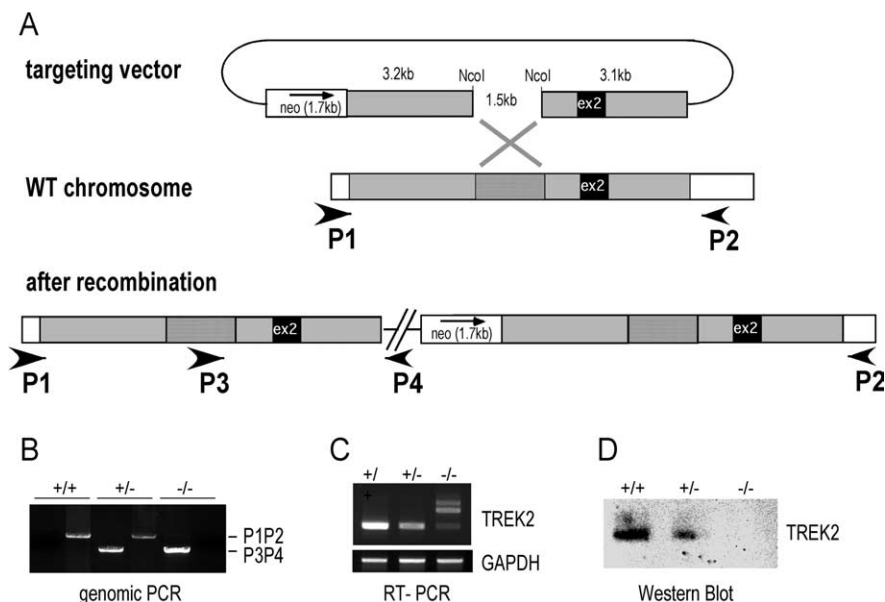 A
targeting vector
3.2kb NcoI NcoI 3.1kb
neo (1.7kb) 1.5kb ex2
WT chromosome
ex2
P1 P2
after recombination
ex2 neo (1.7kb) ex2
P1 P3 P4 P2
B
+/+ +/- -/-
P1P2
P3P4
genomic PCR
C
+/ +/- -/-
+
TREK2
GAPDH
RT- PCR
D
+/+ +/- -/-
TREK2
Western Blot